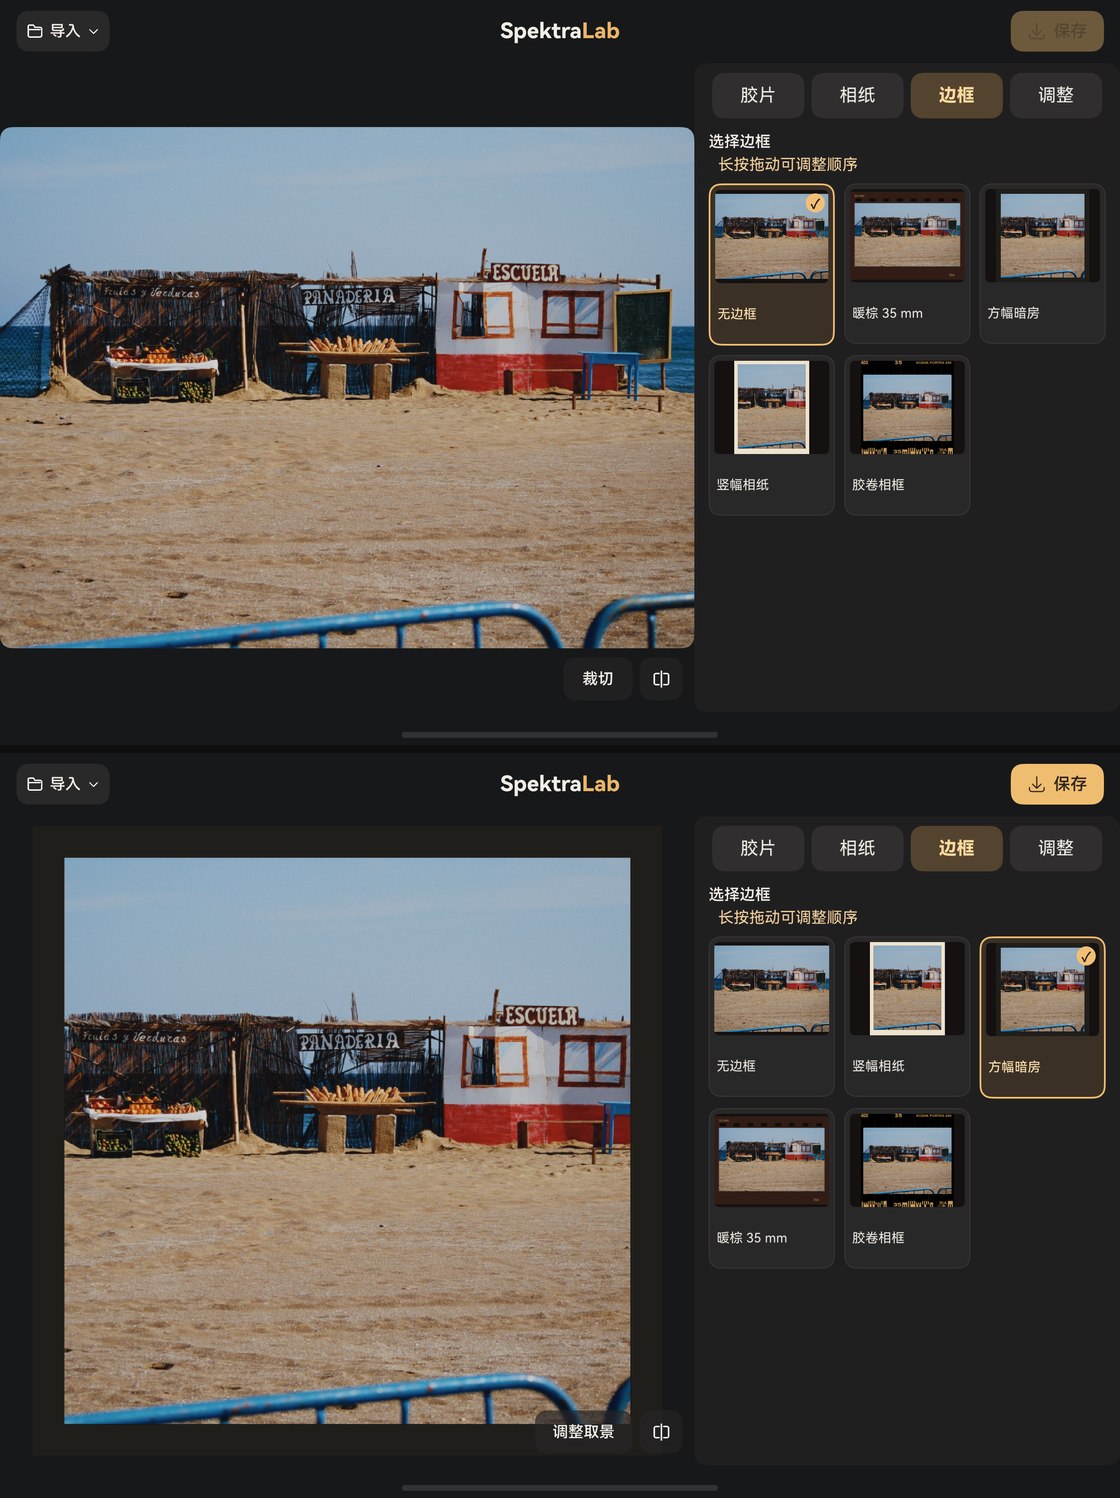 导入
SpektraLab
保存
胶片
相纸
边框
调整
选择边框
长按拖动可调整顺序
Frutas y Verduras
PANADERIA
ESCUELA
无边框
暖棕 35 mm
方幅暗房
竖幅相纸
胶卷相框
裁切
导入
SpektraLab
保存
胶片
相纸
边框
调整
选择边框
长按拖动可调整顺序
Frutas y Verduras
PANADERIA
ESCUELA
无边框
竖幅相纸
方幅暗房
暖棕 35 mm
胶卷相框
调整取景